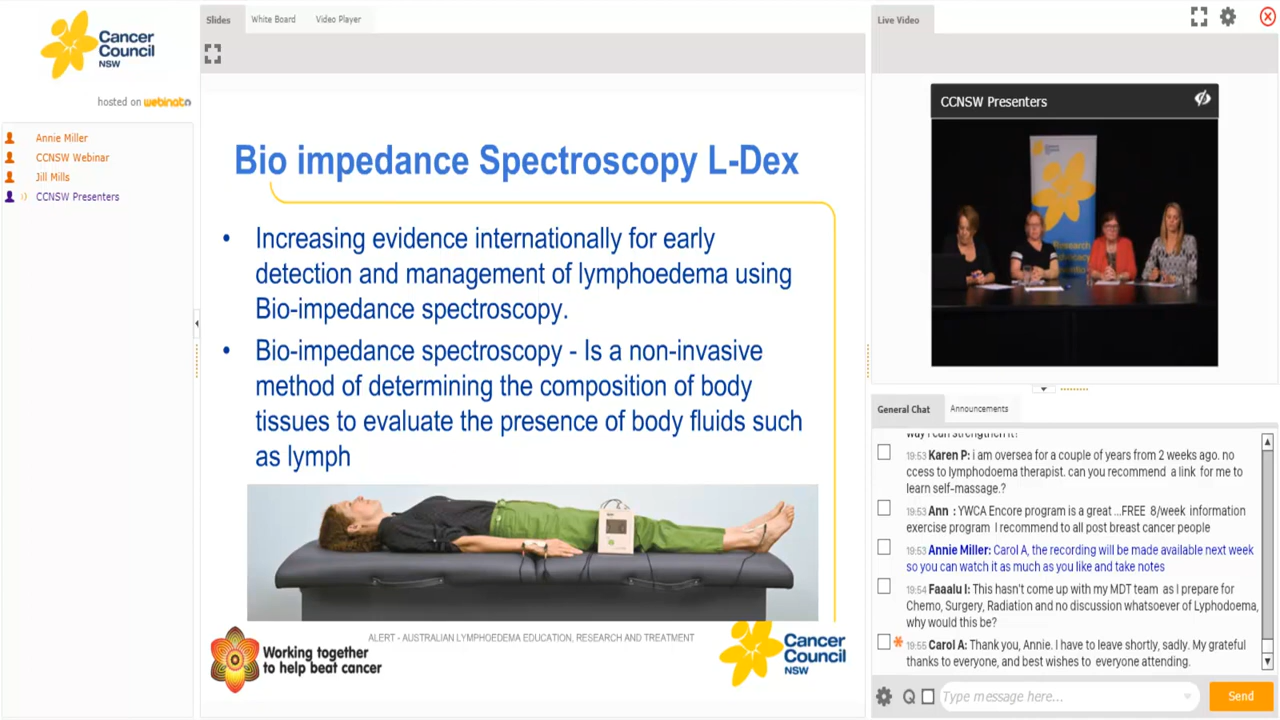 Cancer
Council
NSW
hosted on webinato
Annie Miller
CCNSW Webinar
Jill Mills
CCNSW Presenters
Slides
White Board
Video Player
Bio impedance Spectroscopy L-Dex
• Increasing evidence internationally for early
detection and management of lymphoedema using
Bio-impedance spectroscopy.
• Bio-impedance spectroscopy - Is a non-invasive
method of determining the composition of body
tissues to evaluate the presence of body fluids such
as lymph
ALERT - AUSTRALIAN LYMPHOEDEMA EDUCATION, RESEARCH AND TREATMENT
Working together
to help beat cancer
Cancer
Council
NSW
Live Video
CCNSW Presenters
Research
General Chat
Announcements
way I can strengthen it?
19:53 Karen P: i am oversea for a couple of years from 2 weeks ago. no
ccess to lymphodoema therapist. can you recommend a link for me to
learn self-massage.?
19:53 Ann : YWCA Encore program is a great ...FREE 8/week information
exercise program I recommend to all post breast cancer people
19:53 Annie Miller: Carol A, the recording will be made available next week
so you can watch it as much as you like and take notes
19:54 Faaalu I: This hasn't come up with my MDT team as I prepare for
Chemo, Surgery, Radiation and no discussion whatsoever of Lyphodoema,
why would this be?
19:55 Carol A: Thank you, Annie. I have to leave shortly, sadly. My grateful
thanks to everyone, and best wishes to everyone attending.
Type message here...
Send